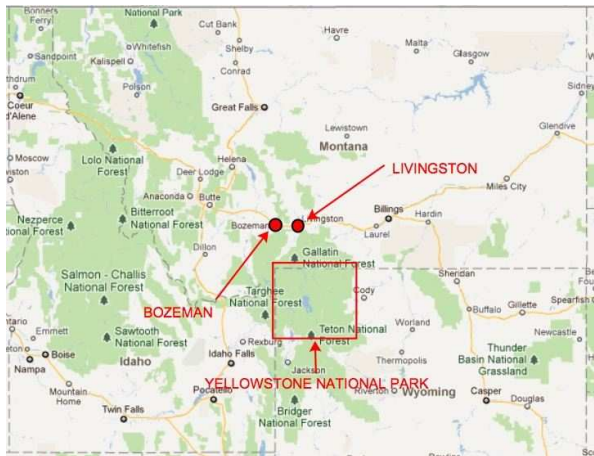 Bonners
Ferry
National Park
Cut Bank
Havre
Whitefish
Shelby
Malta
Sandpoint
Kalispell
Glasgow
Conrad
Polson
Sidney
Coeur
d'Alene
Great Falls
Glendive
Lewistown
Montana
Moscow
Lolo National
Forest
Helena
LIVINGSTON
Deer Lodge
Miles City
Anaconda
Butte
Bitterroot
National Forest
Nezperce
Bozeman
Livingston
Billings
Hardin
Laurel
Dillon
Gallatin
National Forest
Salmon - Challis
National Forest
Sheridan
BOZEMAN
Targhee
National Forest
Cody
Buffalo
Gillette
Spearfish
Emmett
Sawtooth
National Forest
Rexburg
Teton National
Forest
Worland
Newcastle
Boise
Nampa
Idaho
Idaho Falls
Jackson
Thermopolis
Thunder
Basin National
Grassland
YELLOWSTONE NATIONAL PARK
Mountain
Home
Pocatello
Riverton
Wyoming
Casper
Douglas
Twin Falls
Bridger
National Forest